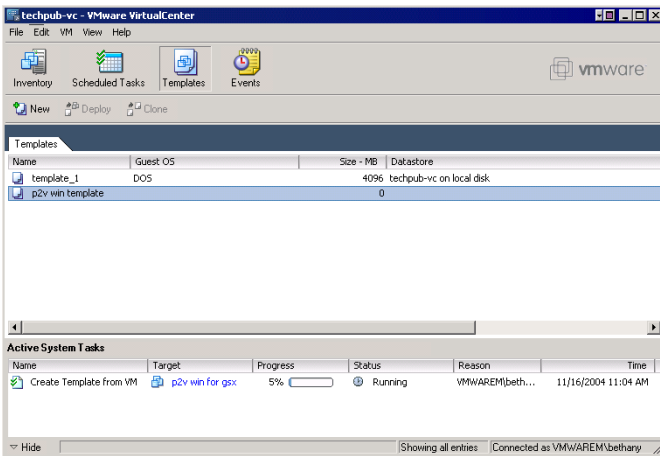 techpub-vc - VMware VirtualCenter
File Edit VM View Help
Inventory Scheduled Tasks Templates Events
vmware
New Deploy Clone
Templates
Name Guest OS Size - MB Datastore
template_1 DOS 4096 techpub-vc on local disk
p2v win template 0
Active System Tasks
Name Target Progress Status Reason Time
Create Template from VM p2v win for gsx 5% Running VMWAREM\beth... 11/16/2004 11:04 AM
Hide Showing all entries Connected as VMWAREM\bethany